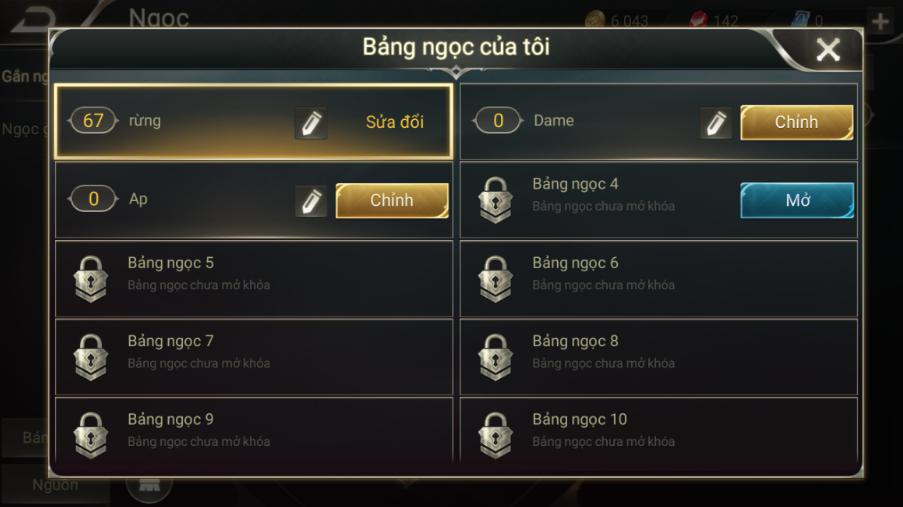 Ngọc
6 043
142
0
Bảng ngọc của tôi
Gắn ng
67
rừng
Sửa đổi
0
Dame
Chỉnh
Ngọc g
0
Ap
Chỉnh
Bảng ngọc 4
Bảng ngọc chưa mở khóa
Mở
Bảng ngọc 5
Bảng ngọc chưa mở khóa
Bảng ngọc 6
Bảng ngọc chưa mở khóa
Bảng ngọc 7
Bảng ngọc chưa mở khóa
Bảng ngọc 8
Bảng ngọc chưa mở khóa
Bảng ngọc 9
Bảng ngọc chưa mở khóa
Bảng ngọc 10
Bảng ngọc chưa mở khóa
Bản
Nguồn